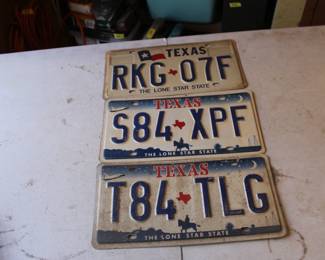 TEXAS
RKG 07F
THE LONE STAR STATE
TEXAS
S84 XPF
THE LONE STAR STATE
TEXAS
T84 TLG
THE LONE STAR STATE